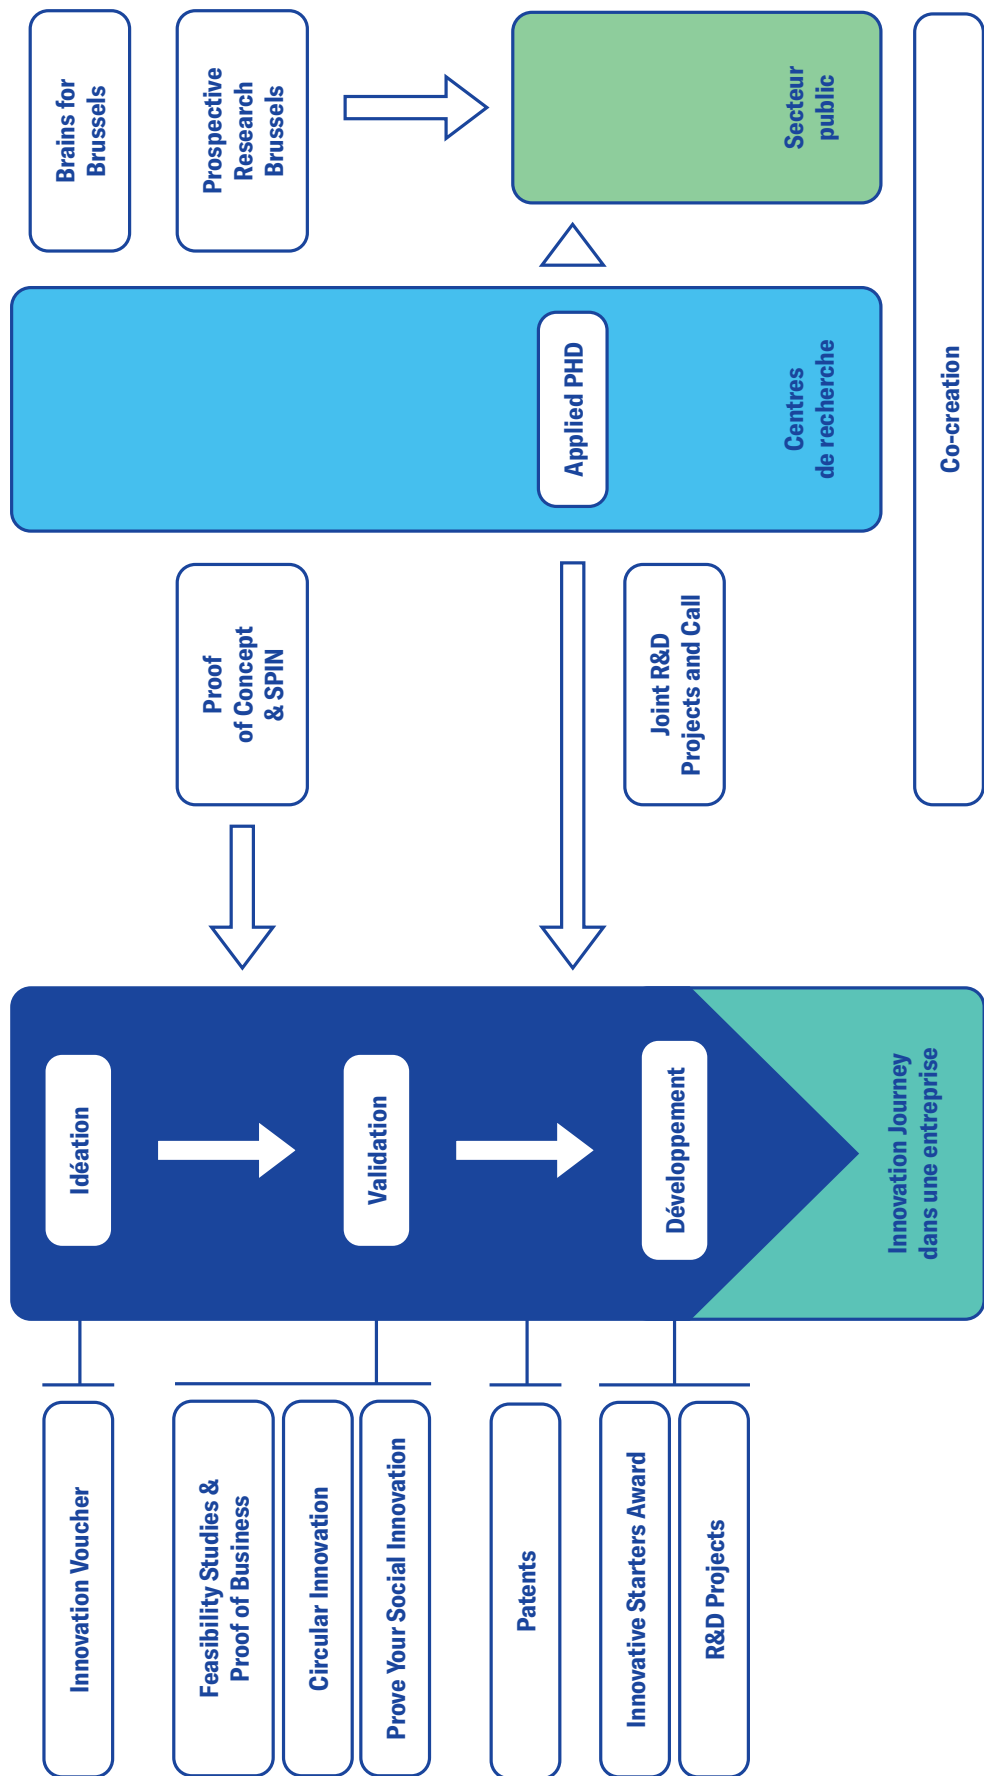 Innovation Voucher
Feasibility Studies &
Proof of Business
Circular Innovation
Prove Your Social Innovation
Patents
Innovative Starters Award
R&D Projects
Idéation
Validation
Développement
Innovation Journey
dans une entreprise
Proof
of Concept
& SPIN
Joint R&D
Projects and Call
Applied PHD
Centres
de recherche
Brains for
Brussels
Prospective
Research
Brussels
Secteur
public
Co-creation